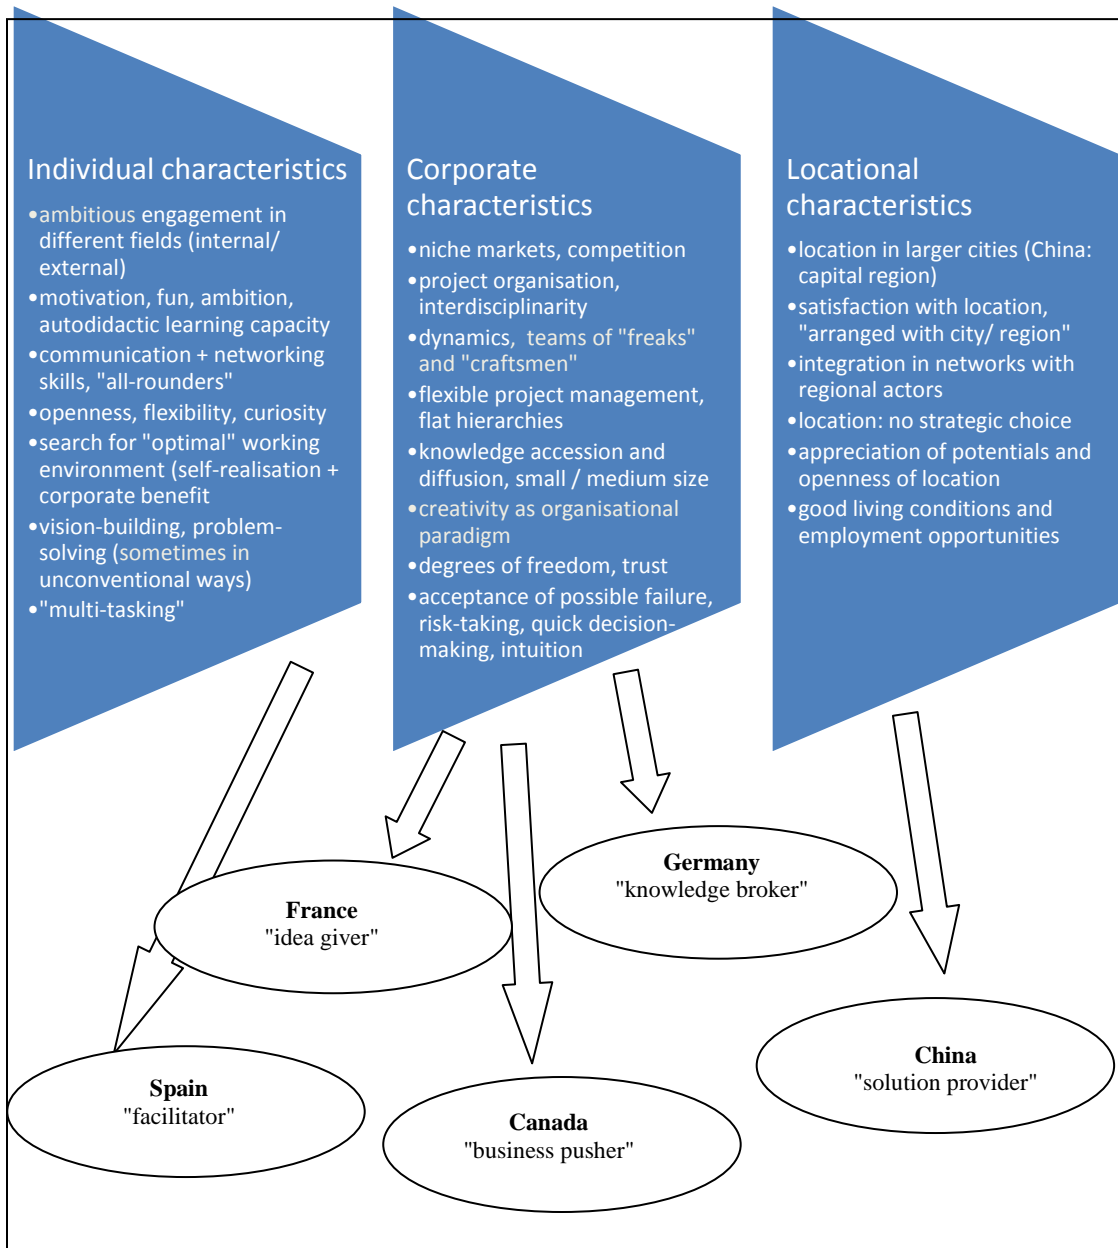 Individual characteristics
•ambitious engagement in
different fields (internal/
external)
•motivation, fun, ambition,
autodidactic learning capacity
•communication + networking
skills, "all-rounders"
•openness, flexibility, curiosity
•search for "optimal" working
environment (self-realisation +
corporate benefit
•vision-building, problem-
solving (sometimes in
unconventional ways)
•"multi-tasking"
Corporate
characteristics
•niche markets, competition
•project organisation,
interdisciplinarity
•dynamics, teams of "freaks"
and "craftsmen"
•flexible project management,
flat hierarchies
•knowledge accession and
diffusion, small / medium size
•creativity as organisational
paradigm
•degrees of freedom, trust
•acceptance of possible failure,
risk-taking, quick decision-
making, intuition
Locational
characteristics
•location in larger cities (China:
capital region)
•satisfaction with location,
"arranged with city/ region"
•integration in networks with
regional actors
•location: no strategic choice
•appreciation of potentials and
openness of location
•good living conditions and
employment opportunities
Germany
"knowledge broker"
France
"idea giver"
China
"solution provider"
Spain
"facilitator"
Canada
"business pusher"